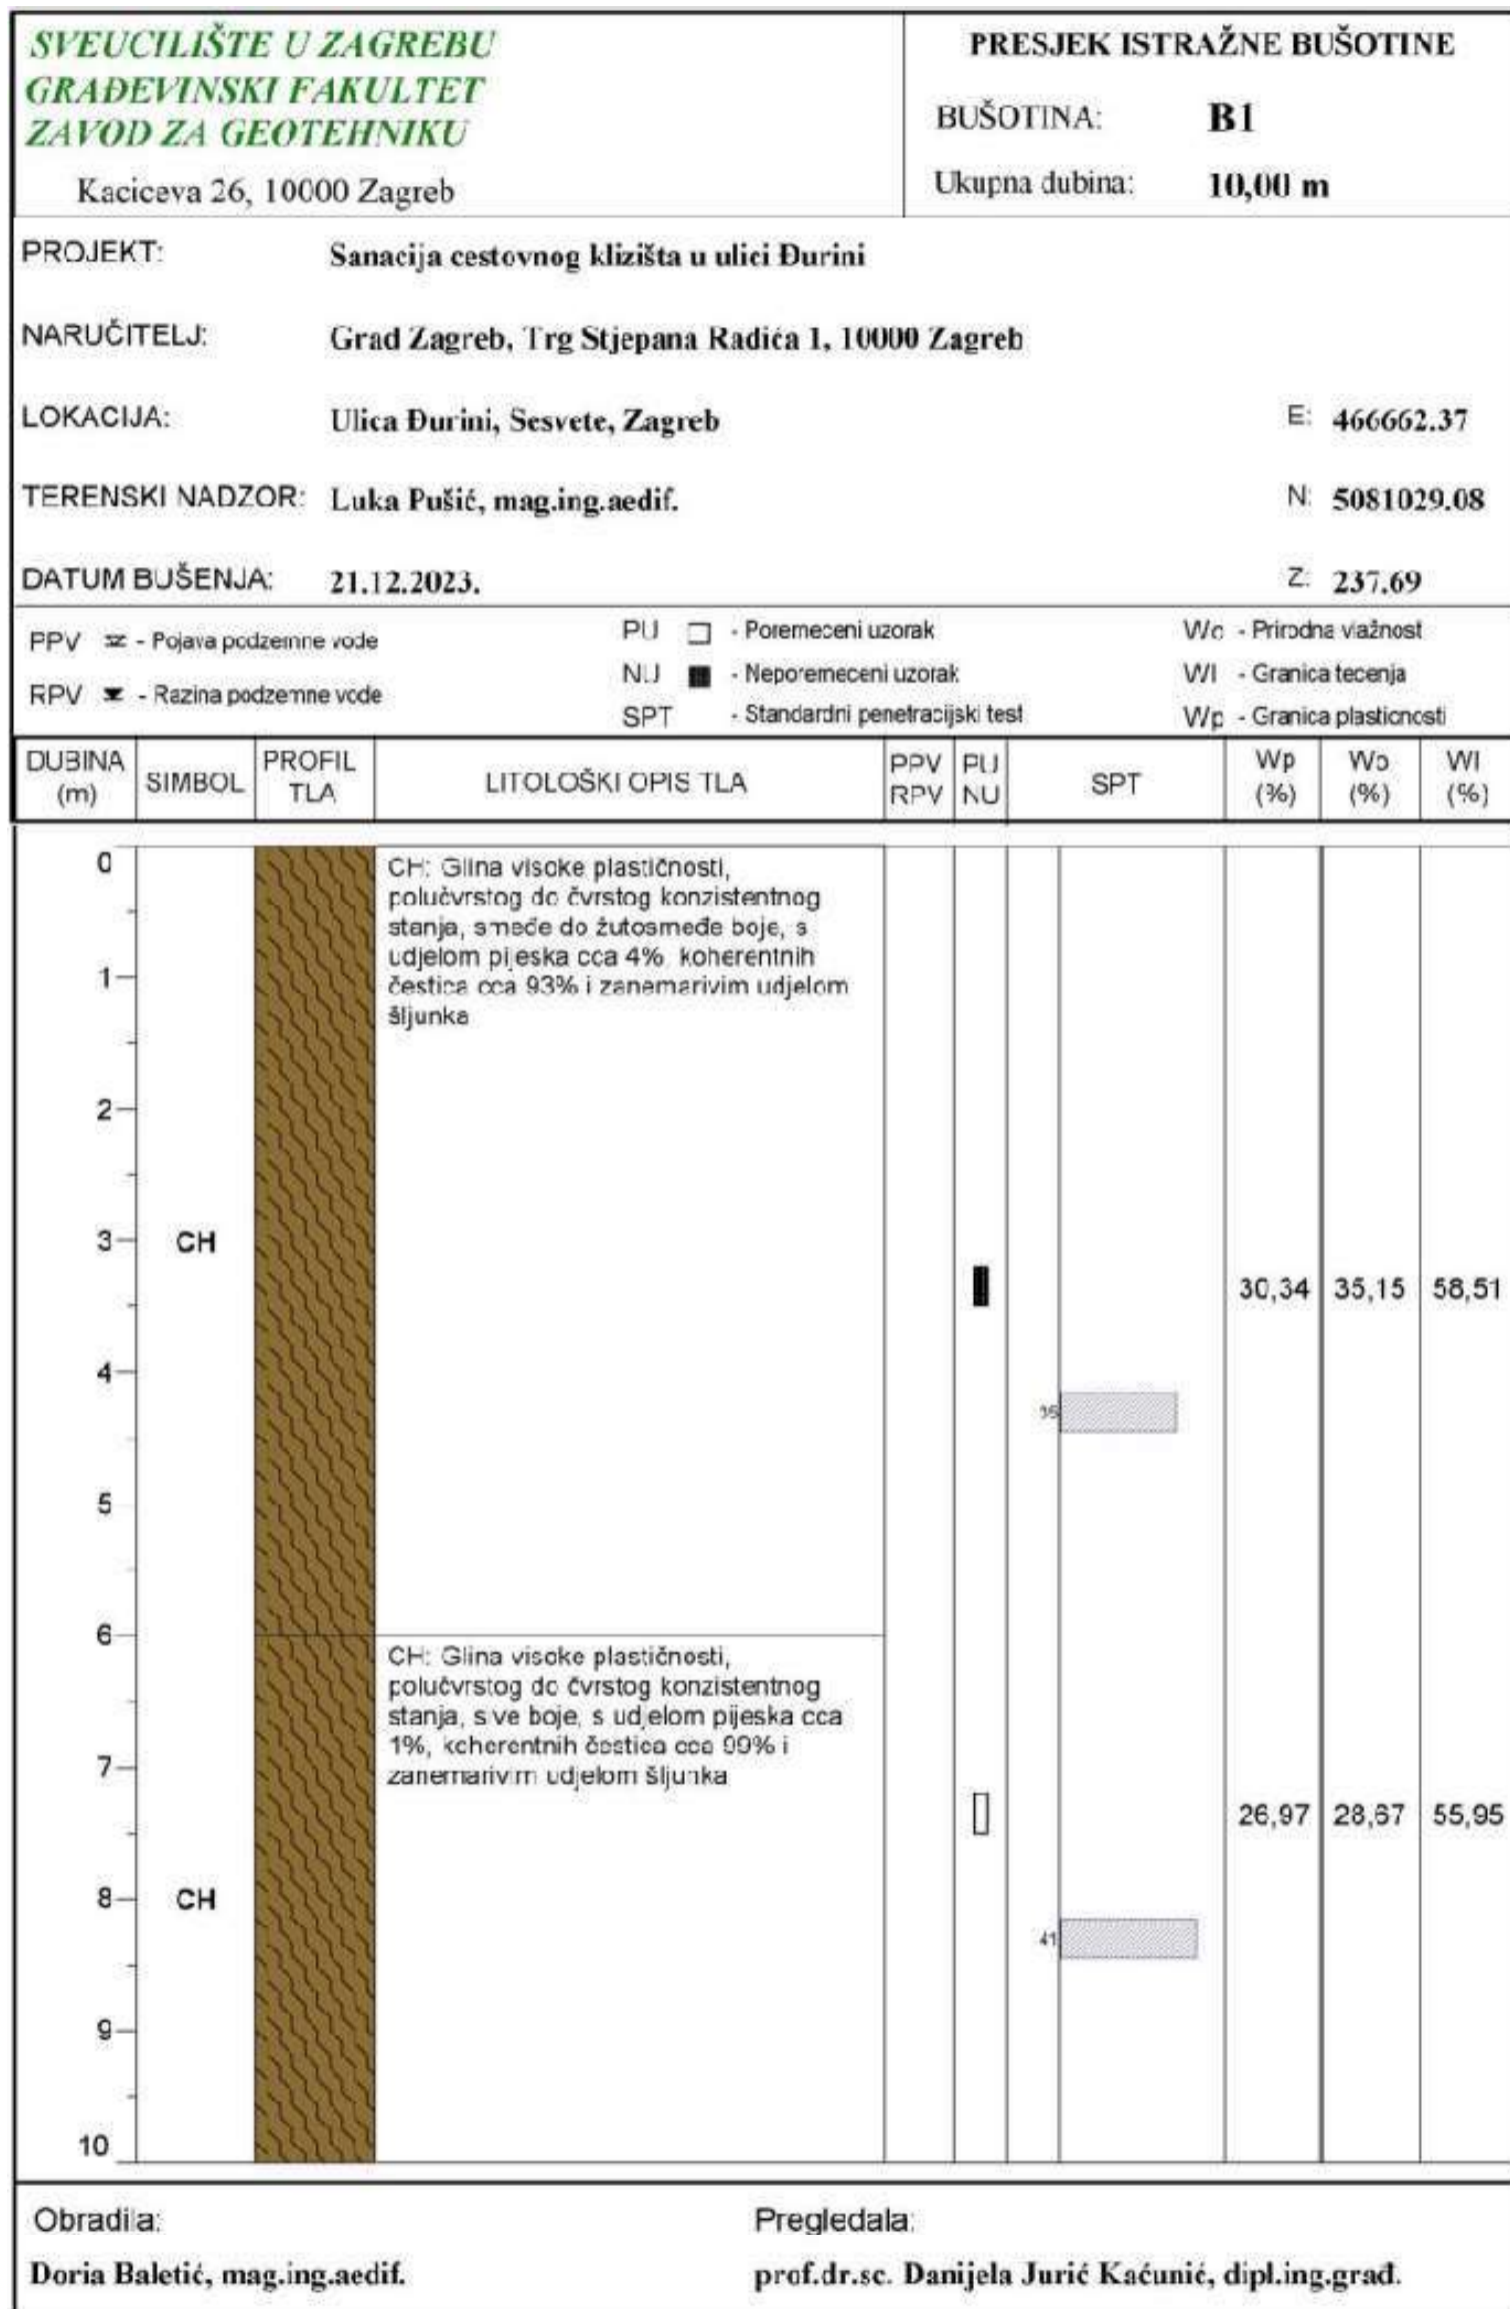 SVEUCILIŠTE U ZAGREBU
GRAĐEVINSKI FAKULTET
ZAVOD ZA GEOTEHNIKU
Kaciceva 26, 10000 Zagreb
PRESJEK ISTRAŽNE BUŠOTINE
BUŠOTINA: B1
Ukupna dubina: 10,00 m
PROJEKT: Sanacija cestovnog klizišta u ulici Đurini
NARUČITELJ: Grad Zagreb, Trg Stjepana Radića 1, 10000 Zagreb
LOKACIJA: Ulica Đurini, Sesvete, Zagreb E: 466662.37
TERENSKI NADZOR: Luka Pušić, mag.ing.aedif. N: 5081029.08
DATUM BUŠENJA: 21.12.2023. Z: 237.69
PPV - Pojava podzemne vode
RPV - Razina podzemne vode
PU - Poremeceni uzorak
NU - Neporemeceni uzorak
SPT - Standardni penetracijski test
Wo - Prirodna vlažnost
Wl - Granica tecenja
Wp - Granica plasticnosti
DUBINA (m)
SIMBOL
PROFIL TLA
LITOLOŠKI OPIS TLA
PPV RPV
PU NU
SPT
Wp (%)
Wo (%)
Wl (%)
0
CH: Glina visoke plastičnosti,
polučvrstog do čvrstog konzistentnog
stanja, smeđe do žutosmeđe boje, s
udjelom pijeska cca 4% koherentnih
čestica cca 93% i zanemarivim udjelom
šljunka
1
2
3 CH
30,34 35,15 58,51
4
35
5
6
CH: Glina visoke plastičnosti,
polučvrstog do čvrstog konzistentnog
stanja, sive boje, s udjelom pijeska cca
1%, koherentnih čestica cca 99% i
zanemarivim udjelom šljunka
7
26,97 28,67 55,95
8 CH
41
9
10
Obradila:
Doria Baletić, mag.ing.aedif.
Pregledala:
prof.dr.sc. Danijela Jurić Kaćunić, dipl.ing.građ.